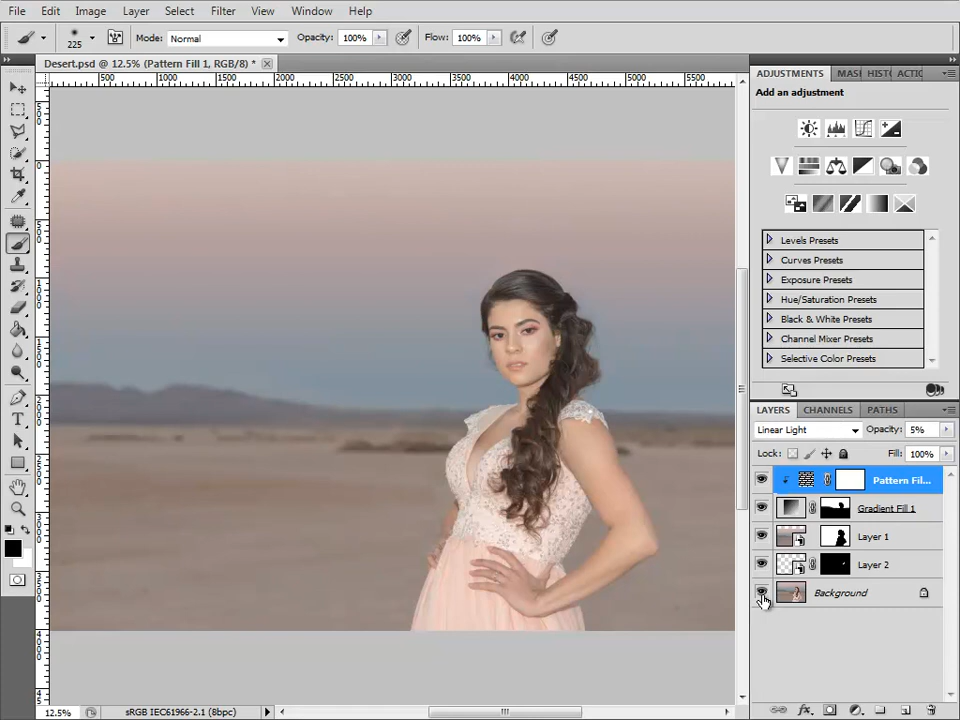 File Edit Image Layer Select Filter View Window Help
225 Mode: Normal Opacity: 100% Flow: 100%
Desert.psd @ 12.5% (Pattern Fill 1, RGB/8) *
500 1000 1500 2000 2500 3000 3500 4000 4500 5000 5500
ADJUSTMENTS MAS HIST ACTIO
Add an adjustment
Levels Presets
Curves Presets
Exposure Presets
Hue/Saturation Presets
Black & White Presets
Channel Mixer Presets
Selective Color Presets
LAYERS CHANNELS PATHS
Linear Light Opacity: 5%
Lock: Fill: 100%
Pattern Fil...
Gradient Fill 1
Layer 1
Layer 2
Background
12.5% sRGB IEC61966-2.1 (8bpc)